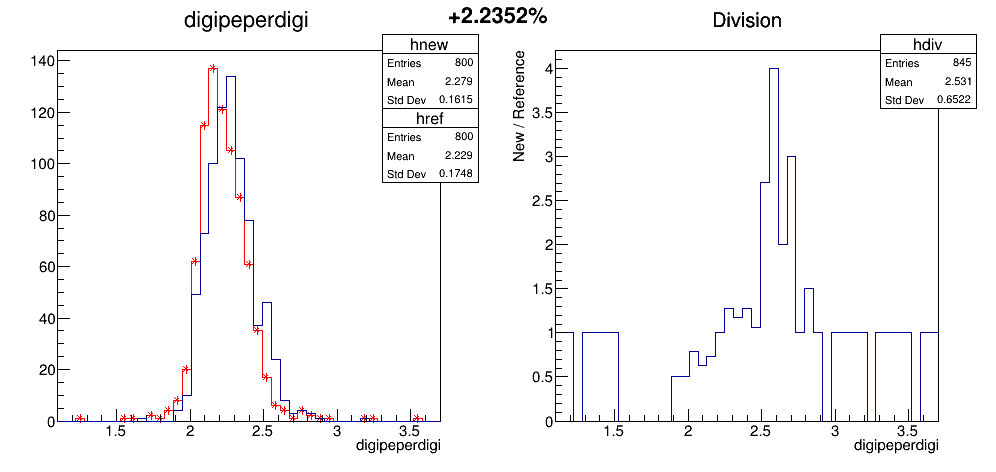 +2.2352%
digipeperdigi
hnew
Entries 800
Mean 2.279
Std Dev 0.1615
href
Entries 800
Mean 2.229
Std Dev 0.1748
140
120
100
80
60
40
20
0
1.5 2 2.5 3 3.5
digipeperdigi
Division
hdiv
Entries 845
Mean 2.531
Std Dev 0.6522
New / Reference
4
3.5
3
2.5
2
1.5
1
0.5
0
1.5 2 2.5 3 3.5
digipeperdigi